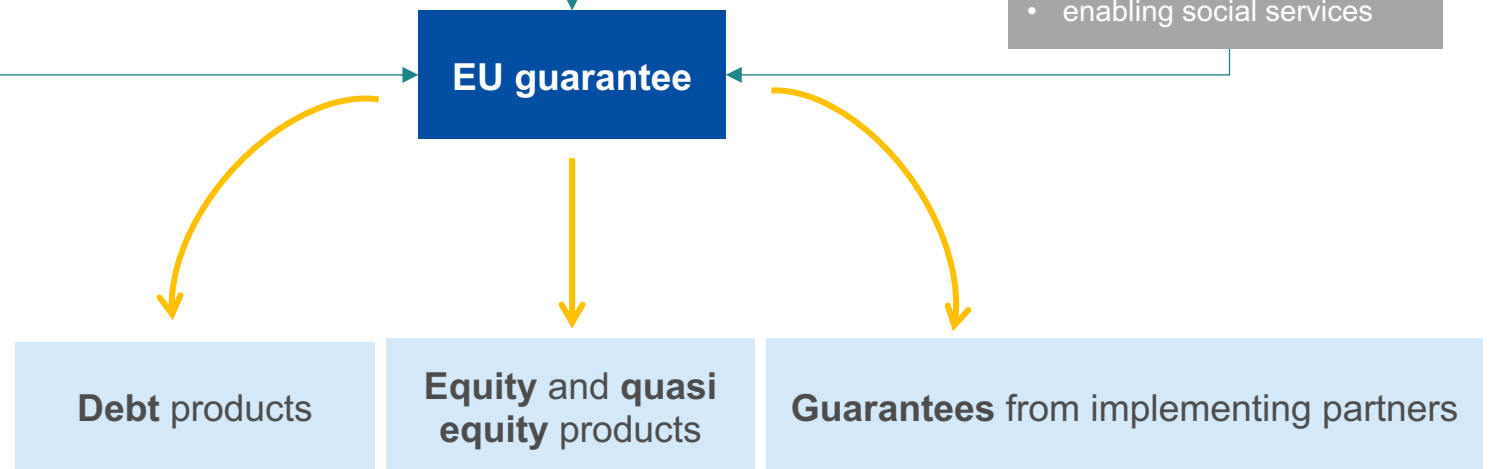 • enabling social services
EU guarantee
Debt products
Equity and quasi
equity products
Guarantees from implementing partners